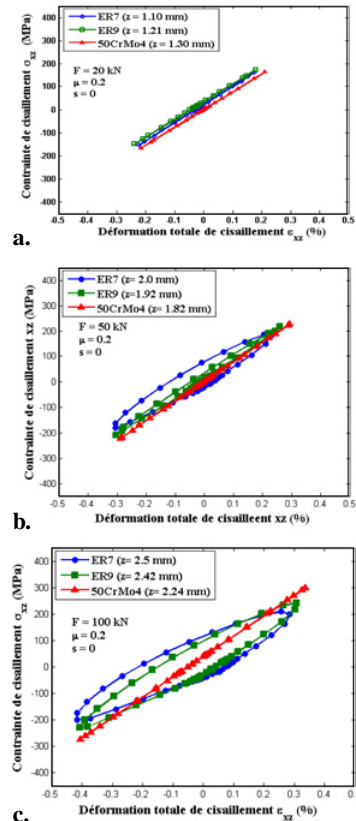 Contrainte de cisaillement σxz (MPa)
400
300
200
100
0
-100
-200
-300
-400
ER7 (z = 1.10 mm)
ER9 (z = 1.21 mm)
50CrMo4 (z = 1.30 mm)
F = 20 kN
μ = 0.2
s = 0
-0.5 -0.4 -0.3 -0.2 -0.1 0 0.1 0.2 0.3 0.4 0.5
Déformation totale de cisaillement εxz (%)
a.
Contrainte de cisaillement xz (MPa)
400
300
200
100
0
-100
-200
-300
-400
ER7 (z= 2.0 mm)
ER9 (z=1.92 mm)
50CrMo4 (z= 1.82 mm)
F = 50 kN
μ = 0.2
s = 0
-0.5 -0.4 -0.3 -0.2 -0.1 0 0.1 0.2 0.3 0.4 0.5
Déformation totale de cisailleent xz (%)
b.
Contrainte de cisaillement σxz (MPa)
400
300
200
100
0
-100
-200
-300
-400
ER7 (z= 2.5 mm)
ER9 (z= 2.42 mm)
50CrMo4 (z= 2.24 mm)
F = 100 kN
μ = 0.2
s = 0
-0.5 -0.4 -0.3 -0.2 -0.1 0 0.1 0.2 0.3 0.4 0.5
Déformation totale de cisaillement εxz (%)
c.